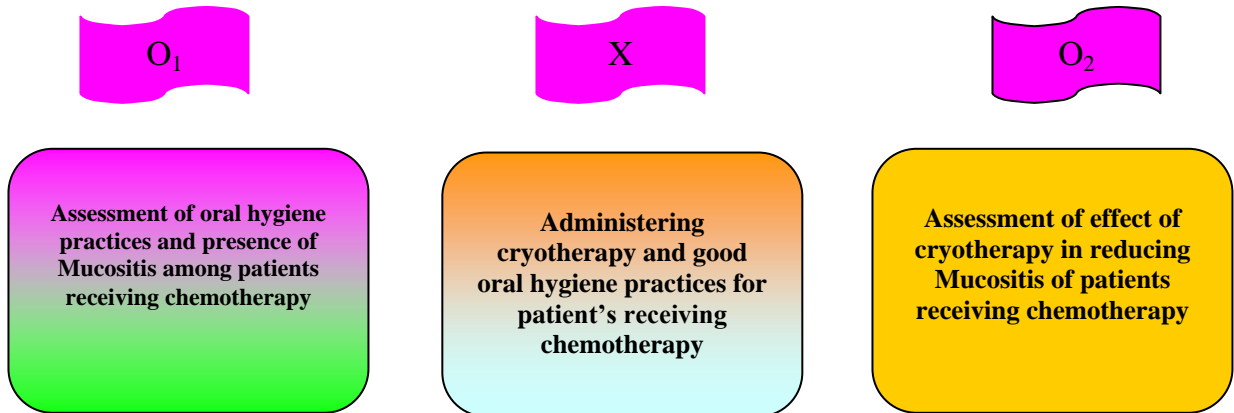 O₁
X
O₂
Assessment of oral hygiene
practices and presence of
Mucositis among patients
receiving chemotherapy
Administering
cryotherapy and good
oral hygiene practices for
patient’s receiving
chemotherapy
Assessment of effect of
cryotherapy in reducing
Mucositis of patients
receiving chemotherapy